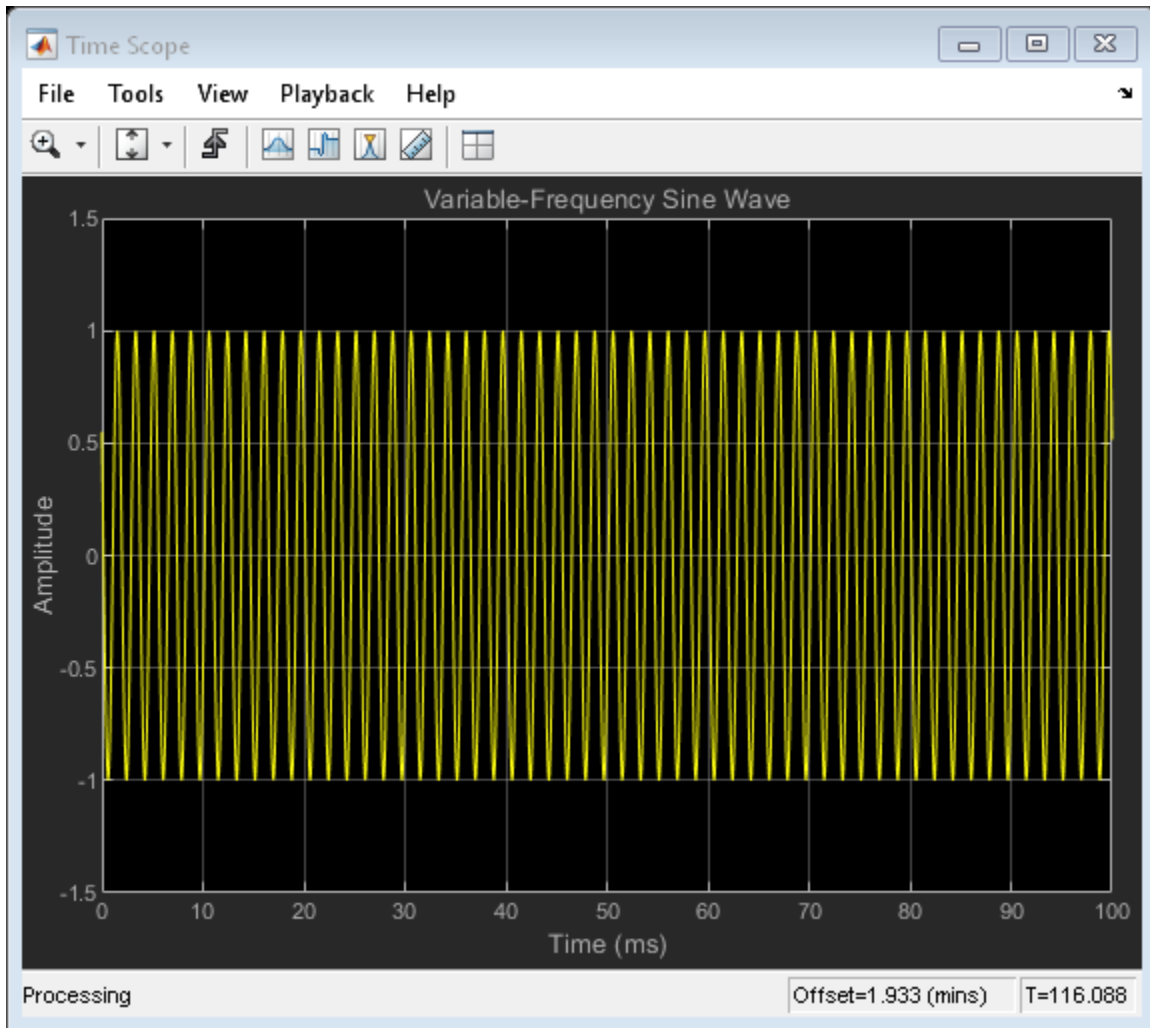 Time Scope
File Tools View Playback Help
Variable-Frequency Sine Wave
1.5
1
0.5
0
-0.5
-1
-1.5
Amplitude
0 10 20 30 40 50 60 70 80 90 100
Time (ms)
Processing Offset=1.933 (mins) T=116.088